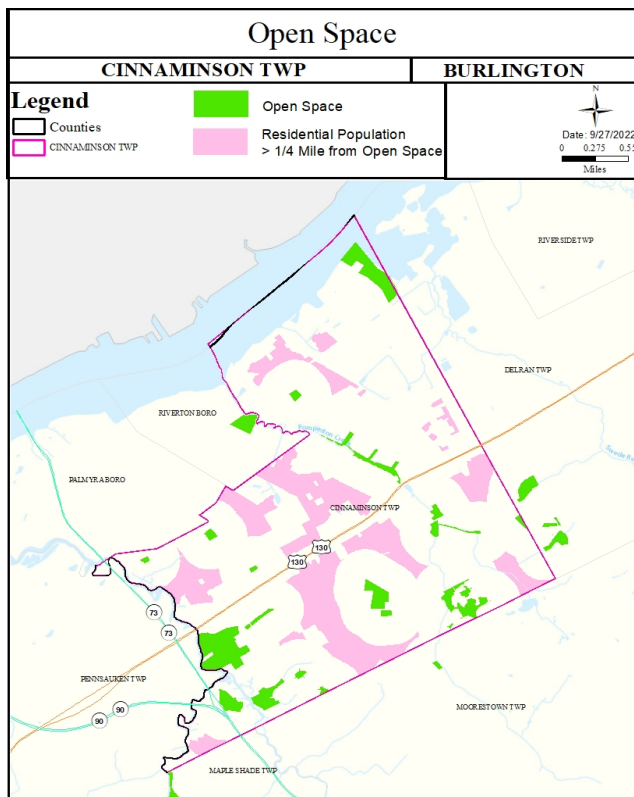 Open Space
CINNAMINSON TWP
BURLINGTON
Legend
Counties
CINNAMINSON TWP
Open Space
Residential Population
> 1/4 Mile from Open Space
N
Date: 9/27/2022
0 0.275 0.55
Miles
RIVERSIDE TWP
DELRAN TWP
RIVERTON BORO
PALMYRA BORO
CINNAMINSON TWP
130
130
73
73
PENNSAUKEN TWP
90
90
MOORESTOWN TWP
MAPLE SHADE TWP